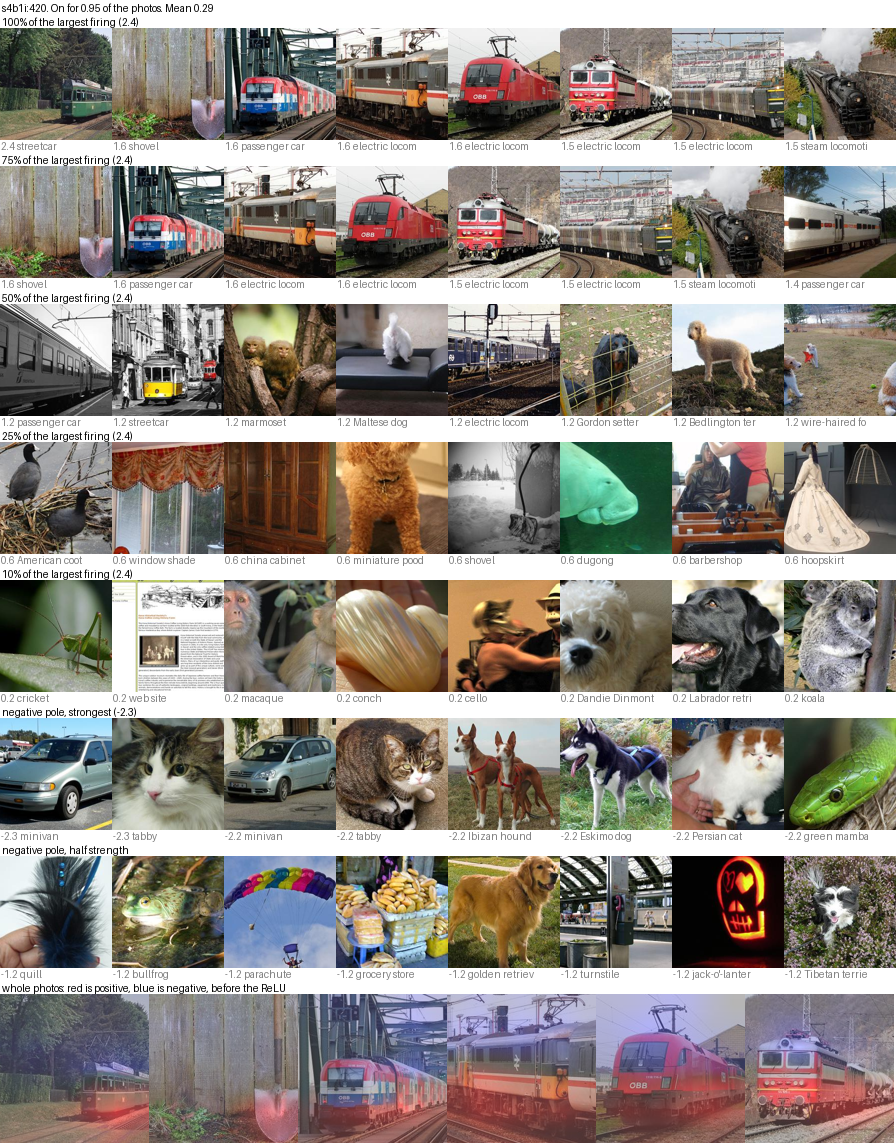 s4b1i:420. On for 0.95 of the photos. Mean 0.29
100% of the largest firing (2.4)
2.4 streetcar 1.6 shovel 1.6 passenger car 1.6 electric locom 1.6 electric locom 1.5 electric locom 1.5 electric locom 1.5 steam locomoti
75% of the largest firing (2.4)
1.6 shovel 1.6 passenger car 1.6 electric locom 1.6 electric locom 1.5 electric locom 1.5 electric locom 1.5 steam locomoti 1.4 passenger car
50% of the largest firing (2.4)
1.2 passenger car 1.2 streetcar 1.2 marmoset 1.2 Maltese dog 1.2 electric locom 1.2 Gordon setter 1.2 Bedlington ter 1.2 wire-haired fo
25% of the largest firing (2.4)
0.6 American coot 0.6 window shade 0.6 china cabinet 0.6 miniature pood 0.6 shovel 0.6 dugong 0.6 barbershop 0.6 hoopskirt
10% of the largest firing (2.4)
0.2 cricket 0.2 web site 0.2 macaque 0.2 conch 0.2 cello 0.2 Dandie Dinmont 0.2 Labrador retri 0.2 koala
negative pole, strongest (-2.3)
-2.3 minivan -2.3 tabby -2.2 minivan -2.2 tabby -2.2 Ibizan hound -2.2 Eskimo dog -2.2 Persian cat -2.2 green mamba
negative pole, half strength
-1.2 quill -1.2 bullfrog -1.2 parachute -1.2 grocery store -1.2 golden retriev -1.2 turnstile -1.2 jack-o'-lanter -1.2 Tibetan terrie
whole photos: red is positive, blue is negative, before the ReLU
ÖBB